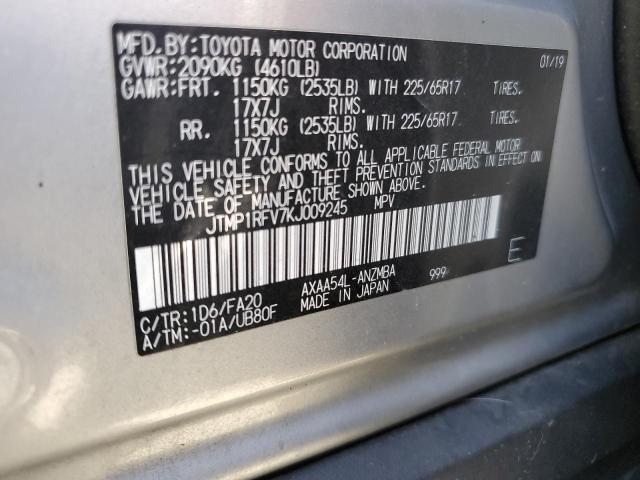 MFD.BY:TOYOTA MOTOR CORPORATION 01/19
GVWR:2090KG (4610LB)
GAWR:FRT. 1150KG (2535LB) WITH 225/65R17 TIRES.
17X7J RIMS.
RR. 1150KG (2535LB) WITH 225/65R17 TIRES.
17X7J RIMS.
THIS VEHICLE CONFORMS TO ALL APPLICABLE FEDERAL MOTOR
VEHICLE SAFETY AND THEFT PREVENTION STANDARDS IN EFFECT ON
THE DATE OF MANUFACTURE SHOWN ABOVE.
JTMP1RFV7KJ009245 MPV
AXAA54L-ANZMBA 999
MADE IN JAPAN
E
C/TR:1D6/FA20
A/TM:-01A/UB80F